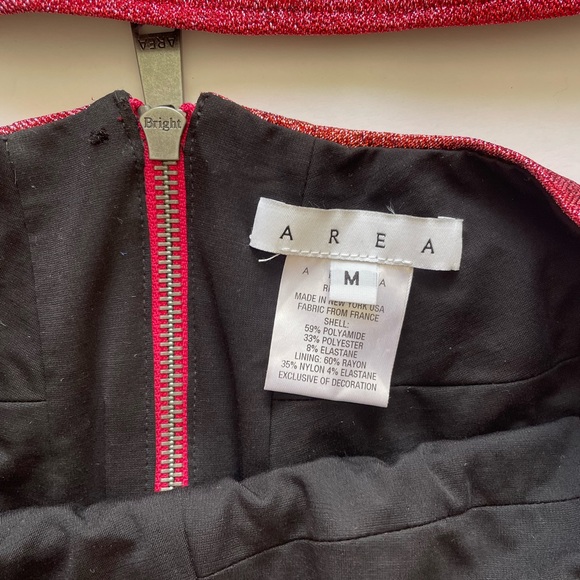 AREA
Bright
A R E A
A A
M
MADE IN NEW YORK USA
FABRIC FROM FRANCE
SHELL:
59% POLYAMIDE
33% POLYESTER
8% ELASTANE
LINING: 60% RAYON
35% NYLON 4% ELASTANE
EXCLUSIVE OF DECORATION